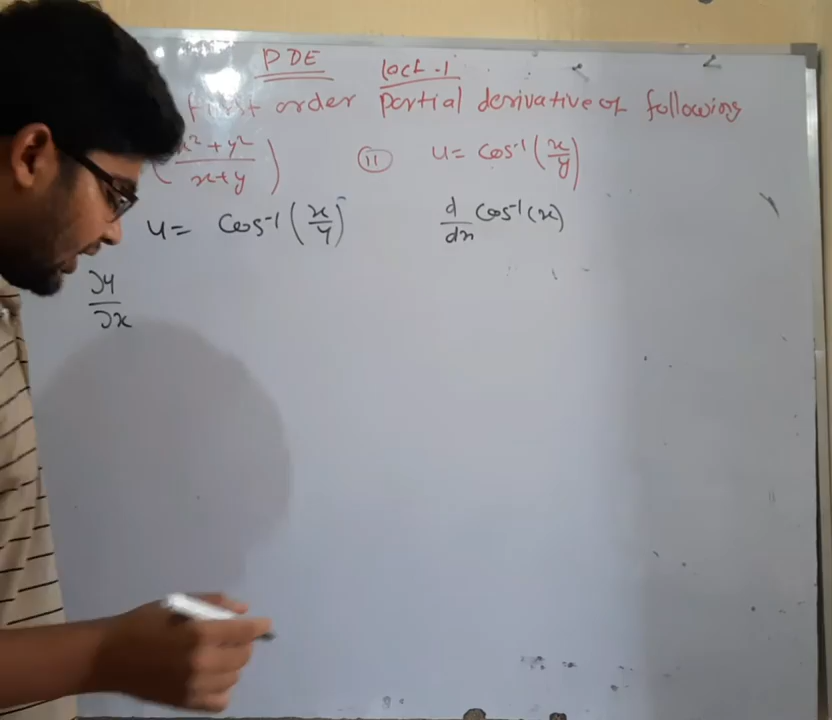 PDE Lect-1
First order partial derivative of following
(x² + y² / x+y) (ii) u = cos⁻¹ (x/y)
u = cos⁻¹ (x/y) d/dx cos⁻¹(x)
∂u/∂x